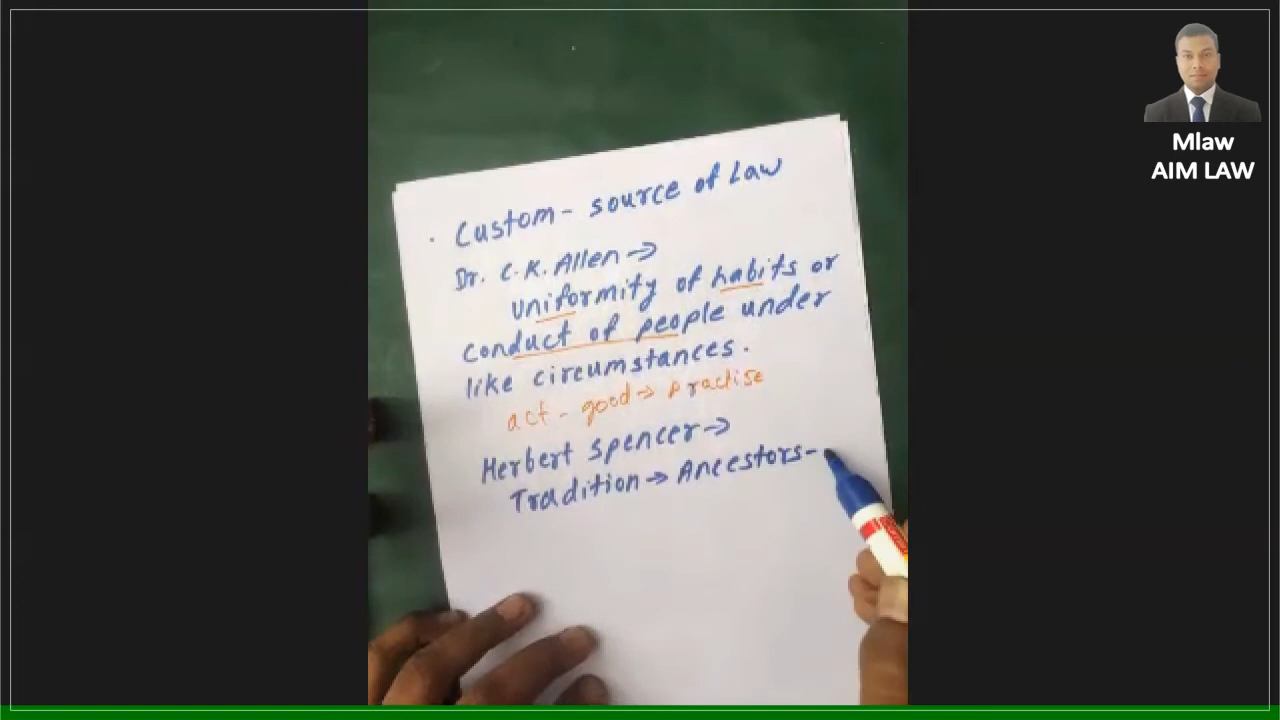 Custom - source of Law
Dr. C.K. Allen →
uniformity of habits or
conduct of people under
like circumstances.
act - good → practise
Herbert spencer →
Tradition → Ancestors-
Mlaw
AIM LAW